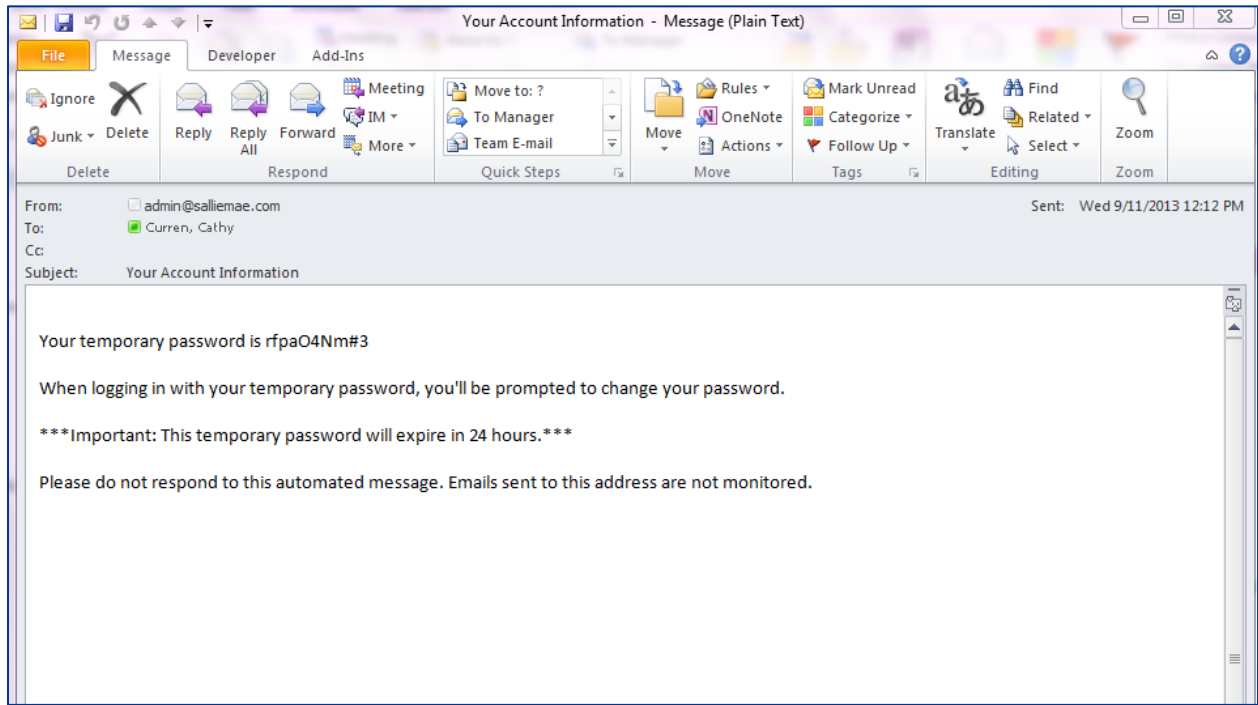 Your Account Information - Message (Plain Text)
File Message Developer Add-Ins
Ignore
Junk
Delete
Reply
Reply All
Forward
Meeting
IM
More
Move to: ?
To Manager
Team E-mail
Move
Rules
OneNote
Actions
Mark Unread
Categorize
Follow Up
Translate
Find
Related
Select
Zoom
Delete Respond Quick Steps Move Tags Editing Zoom
From: admin@salliemae.com Sent: Wed 9/11/2013 12:12 PM
To: Curren, Cathy
Cc:
Subject: Your Account Information
Your temporary password is rfpaO4Nm#3
When logging in with your temporary password, you'll be prompted to change your password.
***Important: This temporary password will expire in 24 hours.***
Please do not respond to this automated message. Emails sent to this address are not monitored.